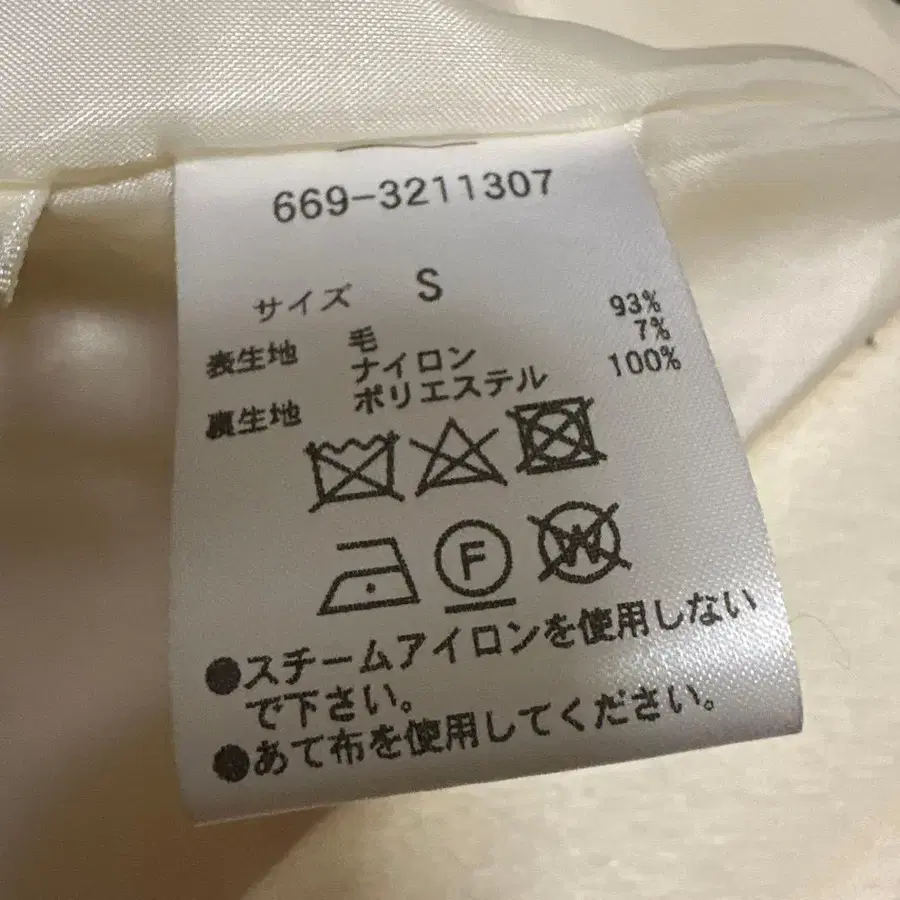 669-3211307
サイズ S
表生地 毛 93%
ナイロン 7%
裏生地 ポリエステル 100%
F W
●スチームアイロンを使用しない
で下さい。
●あて布を使用してください。